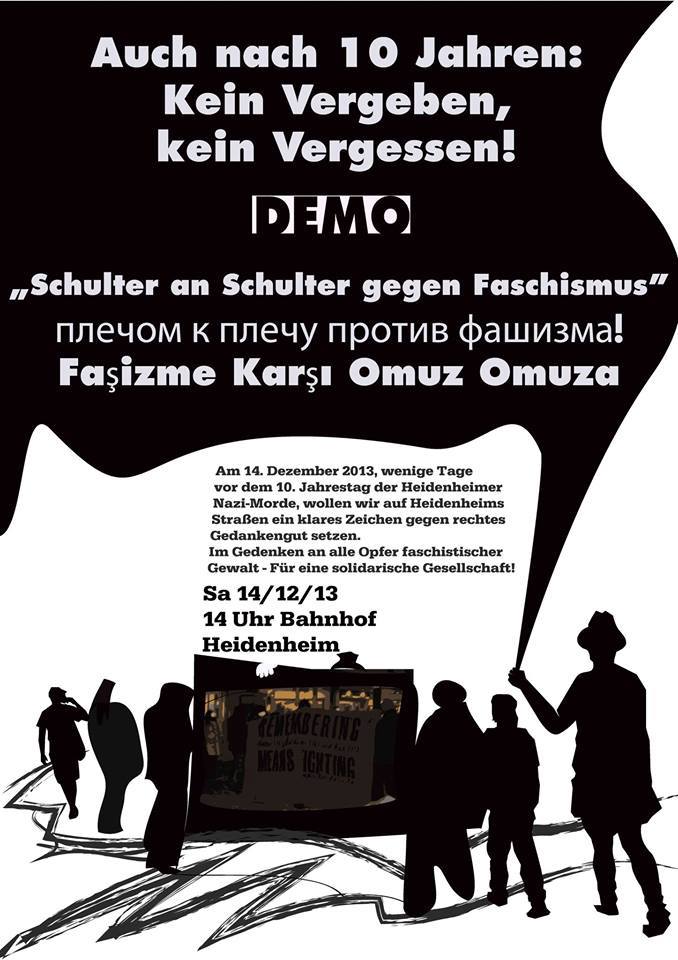 Auch nach 10 Jahren:
Kein Vergeben,
kein Vergessen!
DEMO
„Schulter an Schulter gegen Faschismus”
плечом к плечу против фашизма!
Faşizme Karşı Omuz Omuza
Am 14. Dezember 2013, wenige Tage
vor dem 10. Jahrestag der Heidenheimer
Nazi-Morde, wollen wir auf Heidenheims
Straßen ein klares Zeichen gegen rechtes
Gedankengut setzen.
Im Gedenken an alle Opfer faschistischer
Gewalt - Für eine solidarische Gesellschaft!
Sa 14/12/13
14 Uhr Bahnhof
Heidenheim
REMEMBERING
MEANS